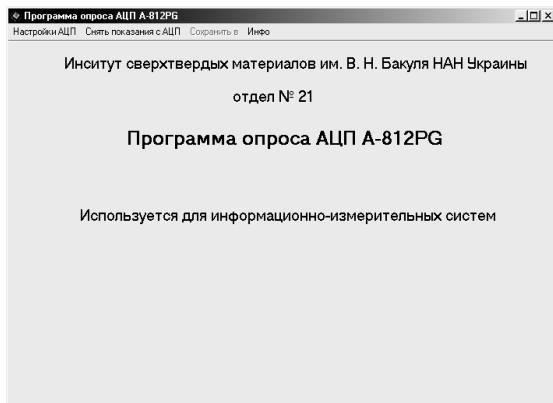 Программа опроса АЦП А-812PG
Настройки АЦП Снять показания с АЦП Сохранить в Инфо
Инситут сверхтвердых материалов им. В. Н. Бакуля НАН Украины
отдел № 21
Программа опроса АЦП А-812PG
Используется для информационно-измерительных систем